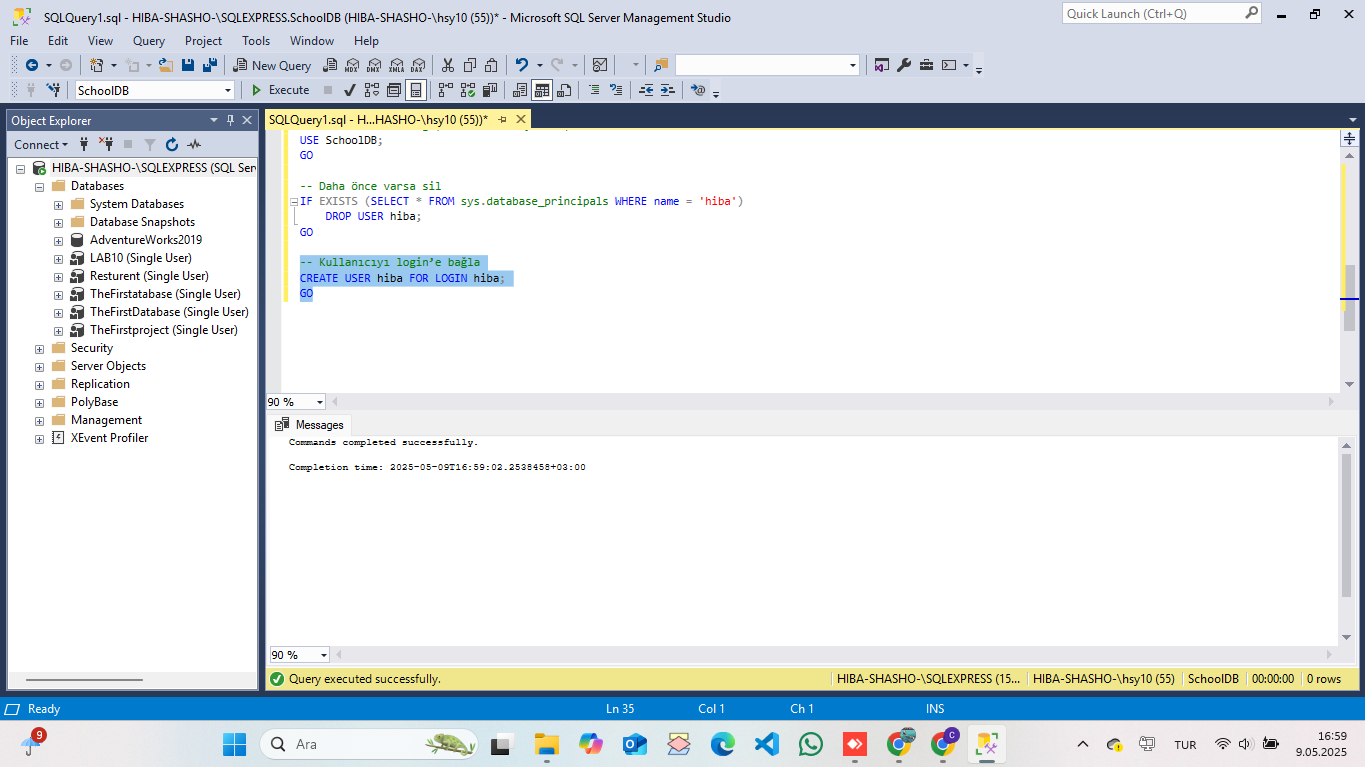 SQLQuery1.sql - HIBA-SHASHO-\SQLEXPRESS.SchoolDB (HIBA-SHASHO-\hsy10 (55))* - Microsoft SQL Server Management Studio
Quick Launch (Ctrl+Q)
File Edit View Query Project Tools Window Help
New Query MDX DMX XMLA DAX
SchoolDB Execute
Object Explorer
SQLQuery1.sql - H...HASHO-\hsy10 (55))*
Connect
HIBA-SHASHO-\SQLEXPRESS (SQL Ser
Databases
System Databases
Database Snapshots
AdventureWorks2019
LAB10 (Single User)
Resturent (Single User)
TheFirstatabase (Single User)
TheFirstDatabase (Single User)
TheFirstproject (Single User)
Security
Server Objects
Replication
PolyBase
Management
XEvent Profiler
USE SchoolDB;
GO
-- Daha önce varsa sil
IF EXISTS (SELECT * FROM sys.database_principals WHERE name = 'hiba')
DROP USER hiba;
GO
-- Kullanıcıyı login’e bağla
CREATE USER hiba FOR LOGIN hiba;
GO
90 %
Messages
Commands completed successfully.
Completion time: 2025-05-09T16:59:02.2538458+03:00
90 %
Query executed successfully.
HIBA-SHASHO-\SQLEXPRESS (15... HIBA-SHASHO-\hsy10 (55) SchoolDB 00:00:00 0 rows
Ready Ln 35 Col 1 Ch 1 INS
9
Ara
C
TUR
16:59
9.05.2025